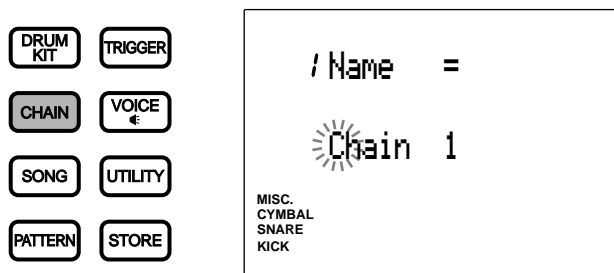 DRUM KIT
TRIGGER
CHAIN
VOICE
SONG
UTILITY
PATTERN
STORE
1 Name =
Chain 1
MISC.
CYMBAL
SNARE
KICK